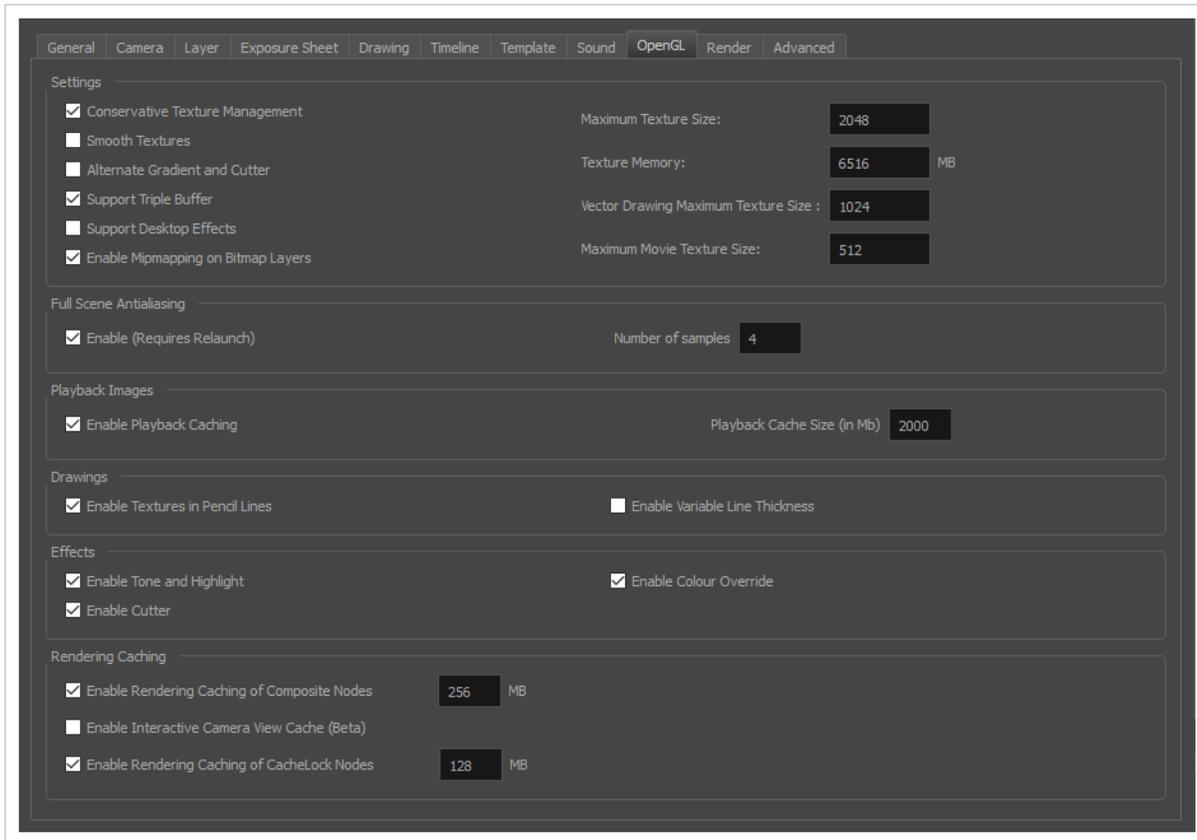 General Camera Layer Exposure Sheet Drawing Timeline Template Sound OpenGL Render Advanced
Settings
Conservative Texture Management
Smooth Textures
Alternate Gradient and Cutter
Support Triple Buffer
Support Desktop Effects
Enable Mipmapping on Bitmap Layers
Maximum Texture Size: 2048
Texture Memory: 6516 MB
Vector Drawing Maximum Texture Size : 1024
Maximum Movie Texture Size: 512
Full Scene Antialiasing
Enable (Requires Relaunch) Number of samples 4
Playback Images
Enable Playback Caching Playback Cache Size (in Mb) 2000
Drawings
Enable Textures in Pencil Lines Enable Variable Line Thickness
Effects
Enable Tone and Highlight Enable Colour Override
Enable Cutter
Rendering Caching
Enable Rendering Caching of Composite Nodes 256 MB
Enable Interactive Camera View Cache (Beta)
Enable Rendering Caching of CacheLock Nodes 128 MB